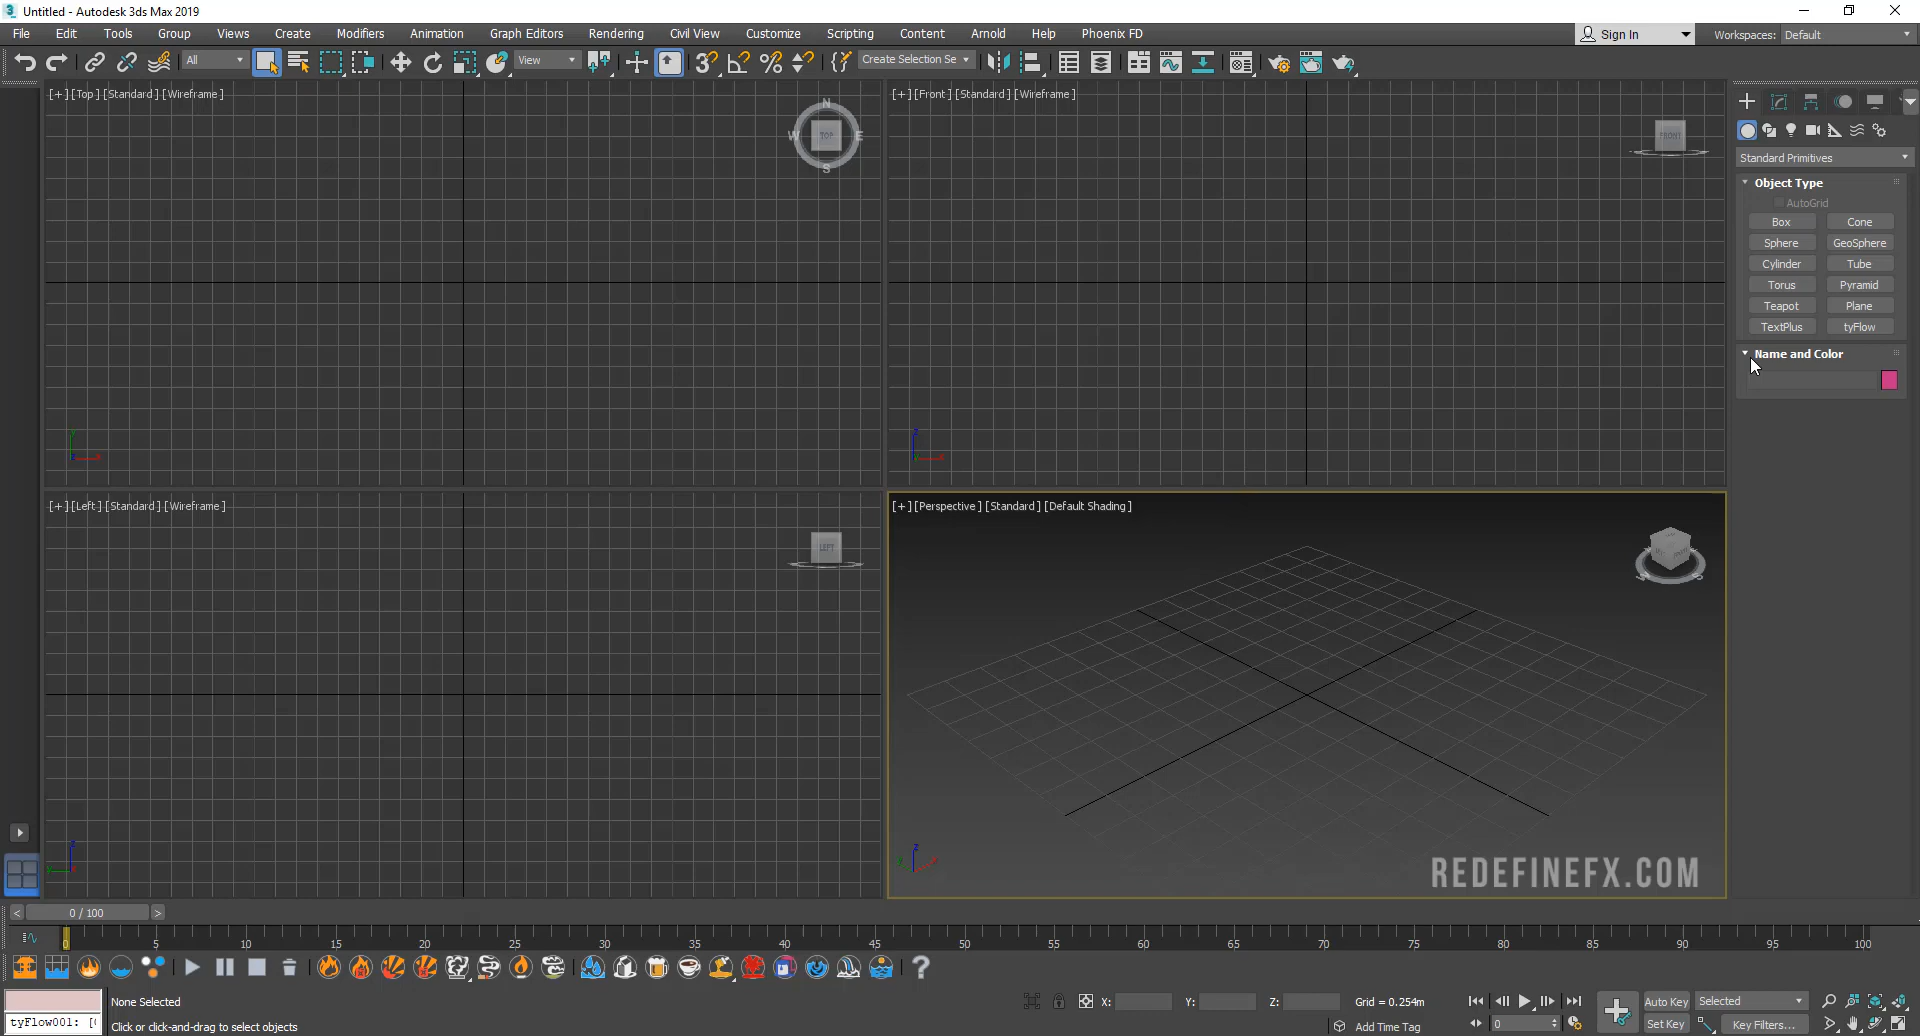 Untitled - Autodesk 3ds Max 2019
File Edit Tools Group Views Create Modifiers Animation Graph Editors Rendering Civil View Customize Scripting Content Arnold Help Phoenix FD
Sign In Workspaces: Default
All View Create Selection Se
[+] [Top] [Standard] [Wireframe]
N
W TOP E
S
[+] [Front] [Standard] [Wireframe]
FRONT
Standard Primitives
Object Type
AutoGrid
Box Cone
Sphere GeoSphere
Cylinder Tube
Torus Pyramid
Teapot Plane
TextPlus tyFlow
Name and Color
[+] [Left] [Standard] [Wireframe]
LEFT
[+] [Perspective] [Standard] [Default Shading]
REDEFINEFX.COM
< 0 / 100 >
0 5 10 15 20 25 30 35 40 45 50 55 60 65 70 75 80 85 90 95 100
None Selected
X: Y: Z: Grid = 0.254m
Auto Key Selected
tyFlow001: [
Click or click-and-drag to select objects
Add Time Tag
0
Set Key Key Filters...